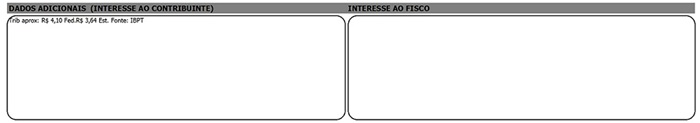 DADOS ADICIONAIS (INTERESSE AO CONTRIBUINTE)
INTERESSE AO FISCO
Trib aprox: R$ 4,10 Fed.R$ 3,64 Est. Fonte: IBPT